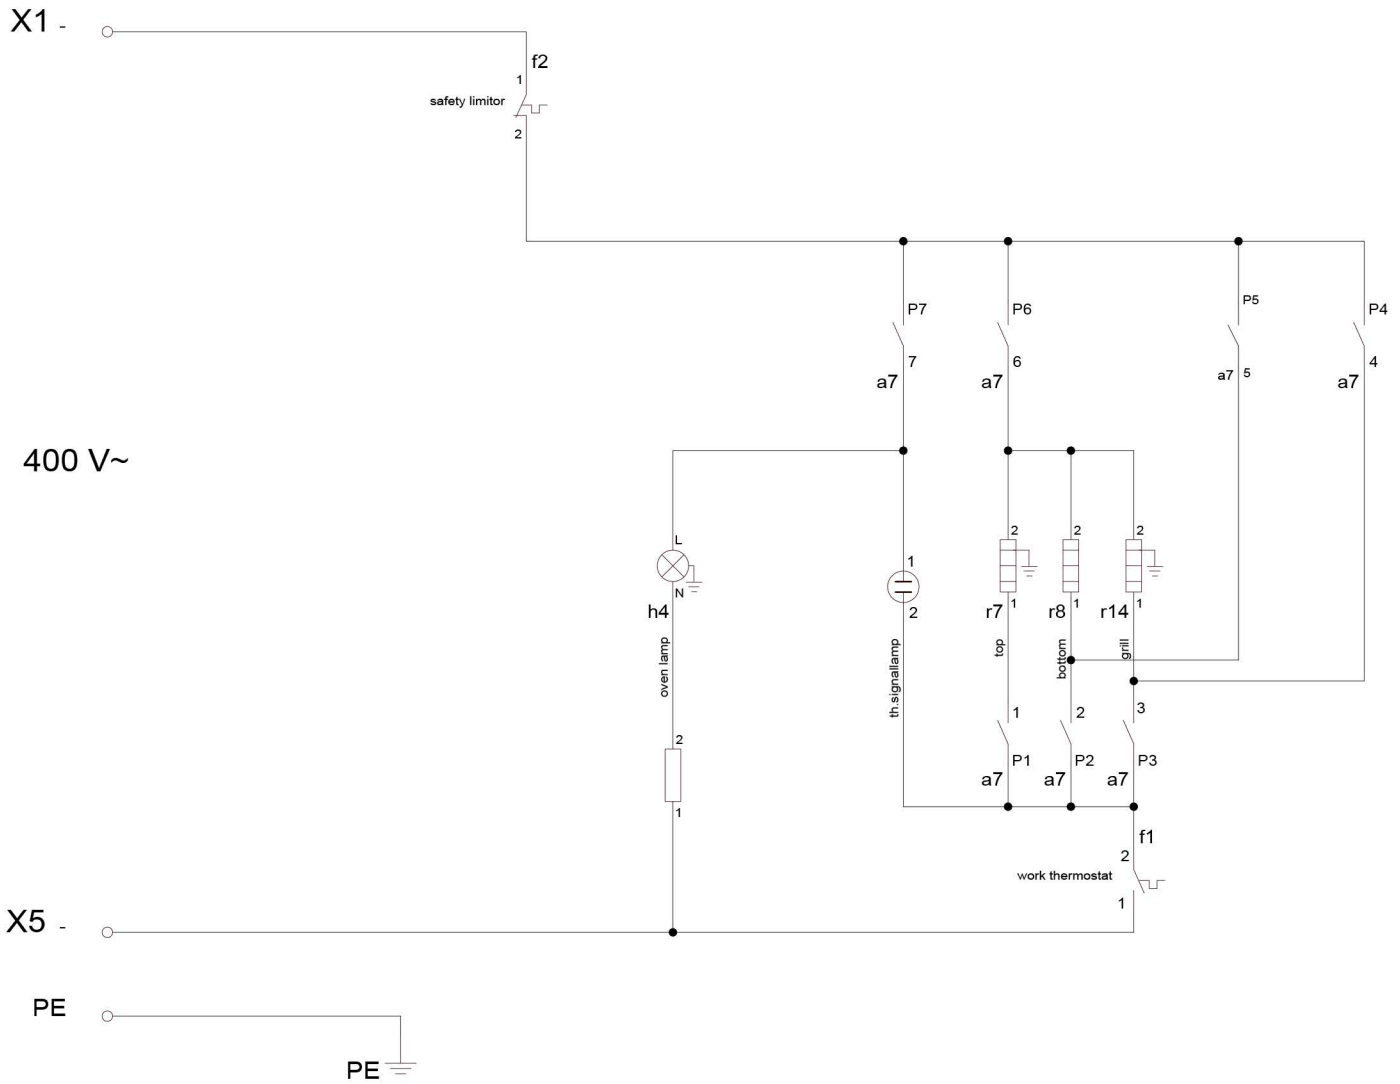 X1 -
f2
1
safety limitor
2
P7
P6
P5
P4
7
6
a7 5
4
a7
a7
a7
400 V~
L
N
h4
oven lamp
2
1
1
2
th.signallamp
2
2
2
r7 1
r8 1
r14 1
top
bottom
grill
1
2
3
P1
P2
P3
a7
a7
a7
f1
2
work thermostat
1
X5 -
PE
PE